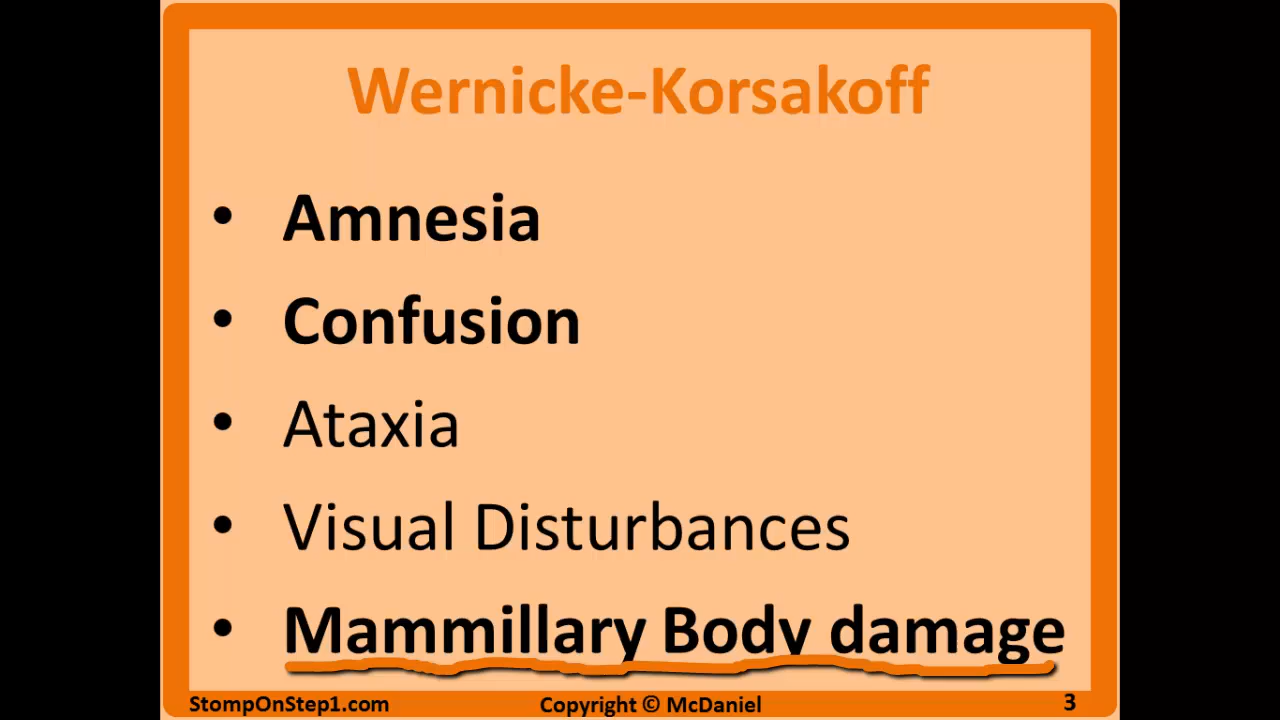 Wernicke-Korsakoff
• Amnesia
• Confusion
• Ataxia
• Visual Disturbances
• Mammillary Body damage
StompOnStep1.com Copyright © McDaniel 3